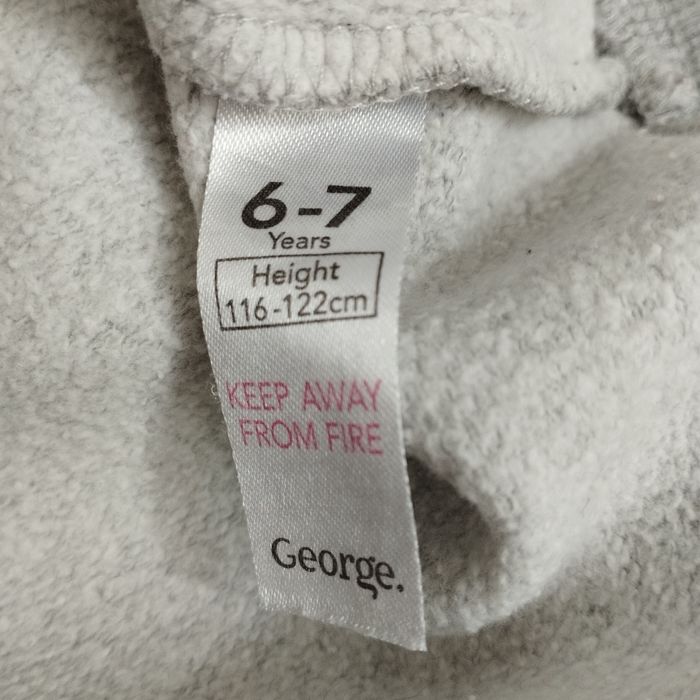 6-7
Years
Height
116-122cm
KEEP AWAY
FROM FIRE
George.